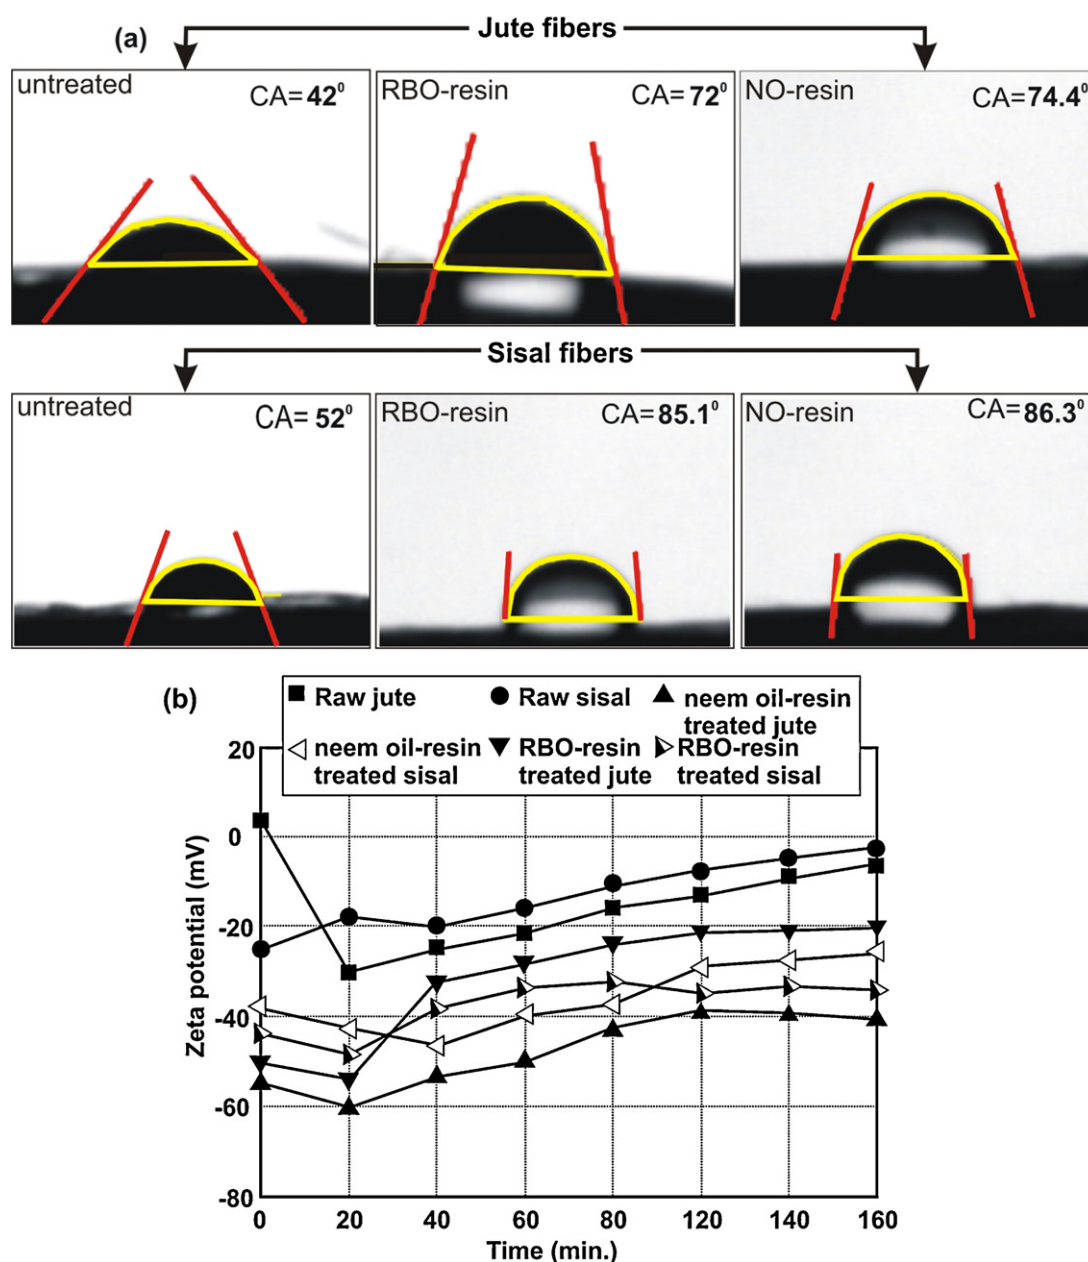 (a)
Jute fibers
untreated
CA=42⁰
RBO-resin
CA=72⁰
NO-resin
CA=74.4⁰
Sisal fibers
untreated
CA=52⁰
RBO-resin
CA=85.1⁰
NO-resin
CA=86.3⁰
(b)
Raw jute
Raw sisal
neem oil-resin
treated jute
neem oil-resin
treated sisal
RBO-resin
treated jute
RBO-resin
treated sisal
Zeta potential (mV)
20
0
-20
-40
-60
-80
0 20 40 60 80 120 140 160
Time (min.)